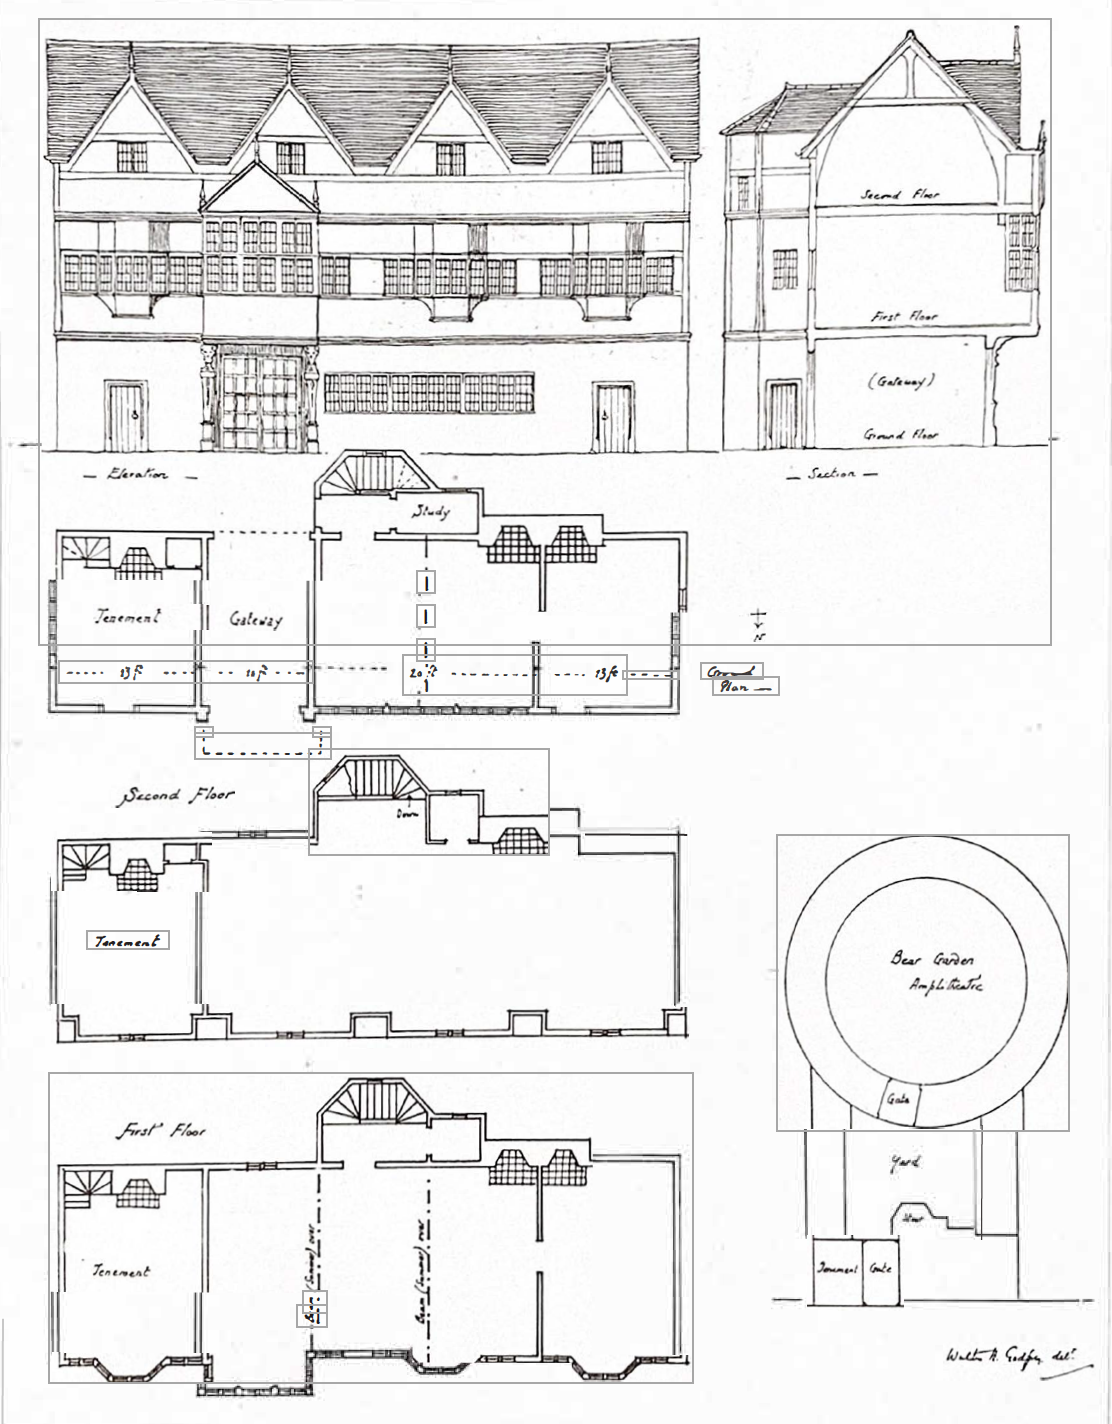 Second Floor
First Floor
(Gateway)
Ground Floor
— Elevation —
— Section —
Study
Tenement
Gateway
N
13 ft
10 ft
20 ft
13 ft
Ground
Plan —
Second Floor
Down
Tenement
Bear Garden
Amphitheatre
Gate
First Floor
Yard
Stair
Beam (Summer) over
Beam (Summer) over
Tenement
Tenement
Gate
Walter H. Godfrey delt.